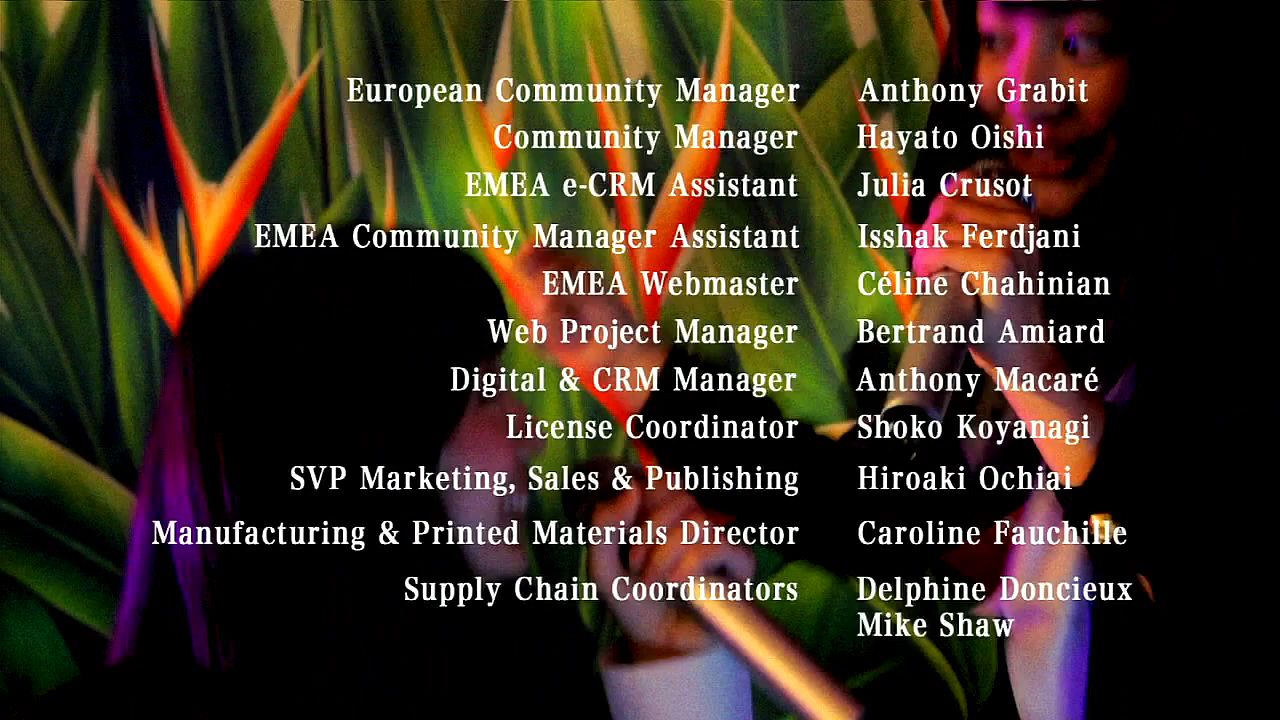 European Community Manager Anthony Grabit
Community Manager Hayato Oishi
EMEA e-CRM Assistant Julia Crusot
EMEA Community Manager Assistant Isshak Ferdjani
EMEA Webmaster Céline Chahinian
Web Project Manager Bertrand Amiard
Digital & CRM Manager Anthony Macaré
License Coordinator Shoko Koyanagi
SVP Marketing, Sales & Publishing Hiroaki Ochiai
Manufacturing & Printed Materials Director Caroline Fauchille
Supply Chain Coordinators Delphine Doncieux
Mike Shaw